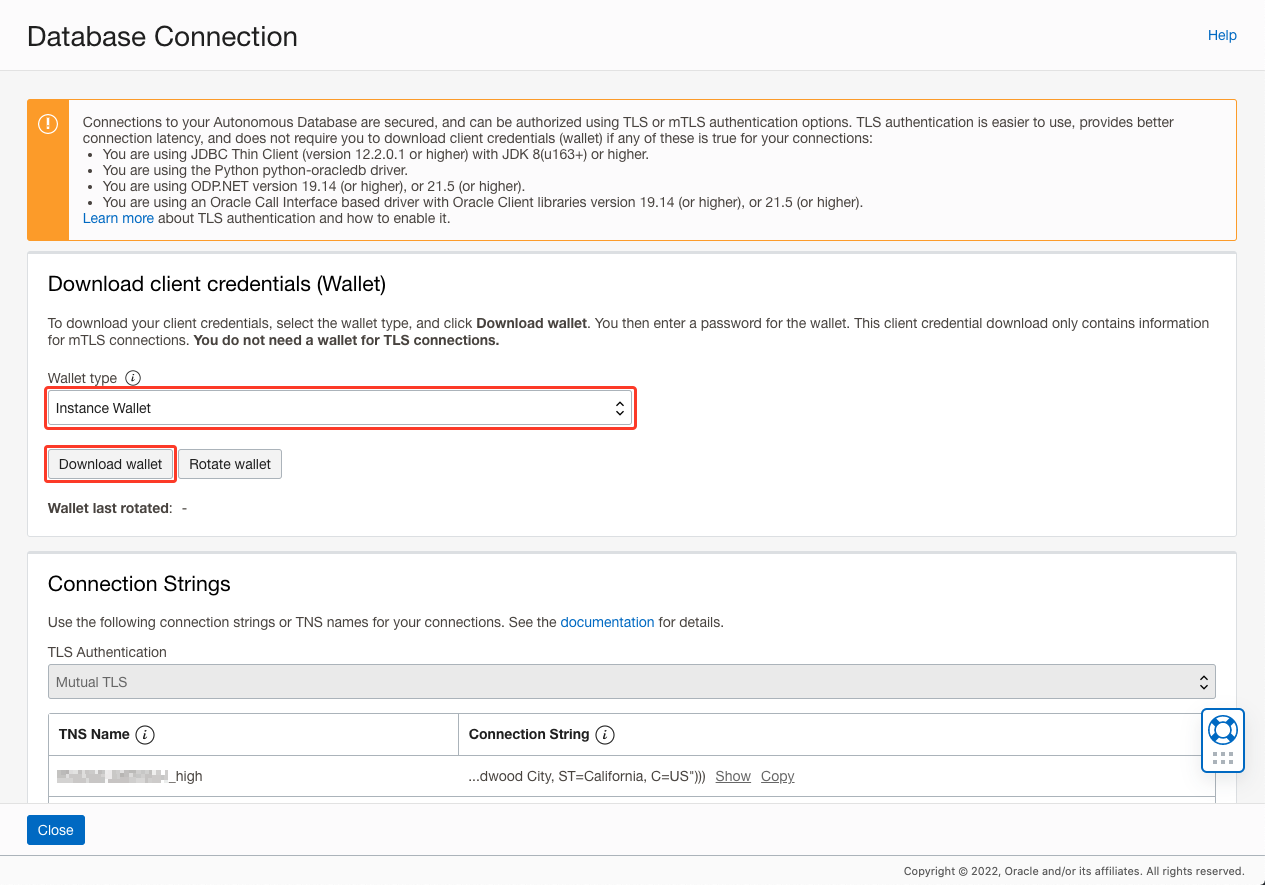 Database Connection
Help
Connections to your Autonomous Database are secured, and can be authorized using TLS or mTLS authentication options. TLS authentication is easier to use, provides better
connection latency, and does not require you to download client credentials (wallet) if any of these is true for your connections:
• You are using JDBC Thin Client (version 12.2.0.1 or higher) with JDK 8(u163+) or higher.
• You are using the Python python-oracledb driver.
• You are using ODP.NET version 19.14 (or higher), or 21.5 (or higher).
• You are using an Oracle Call Interface based driver with Oracle Client libraries version 19.14 (or higher), or 21.5 (or higher).
Learn more about TLS authentication and how to enable it.
Download client credentials (Wallet)
To download your client credentials, select the wallet type, and click Download wallet. You then enter a password for the wallet. This client credential download only contains information
for mTLS connections. You do not need a wallet for TLS connections.
Wallet type
Instance Wallet
Download wallet Rotate wallet
Wallet last rotated: -
Connection Strings
Use the following connection strings or TNS names for your connections. See the documentation for details.
TLS Authentication
Mutual TLS
TNS Name Connection String
_high ...dwood City, ST=California, C=US"))) Show Copy
Close
Copyright © 2022, Oracle and/or its affiliates. All rights reserved.